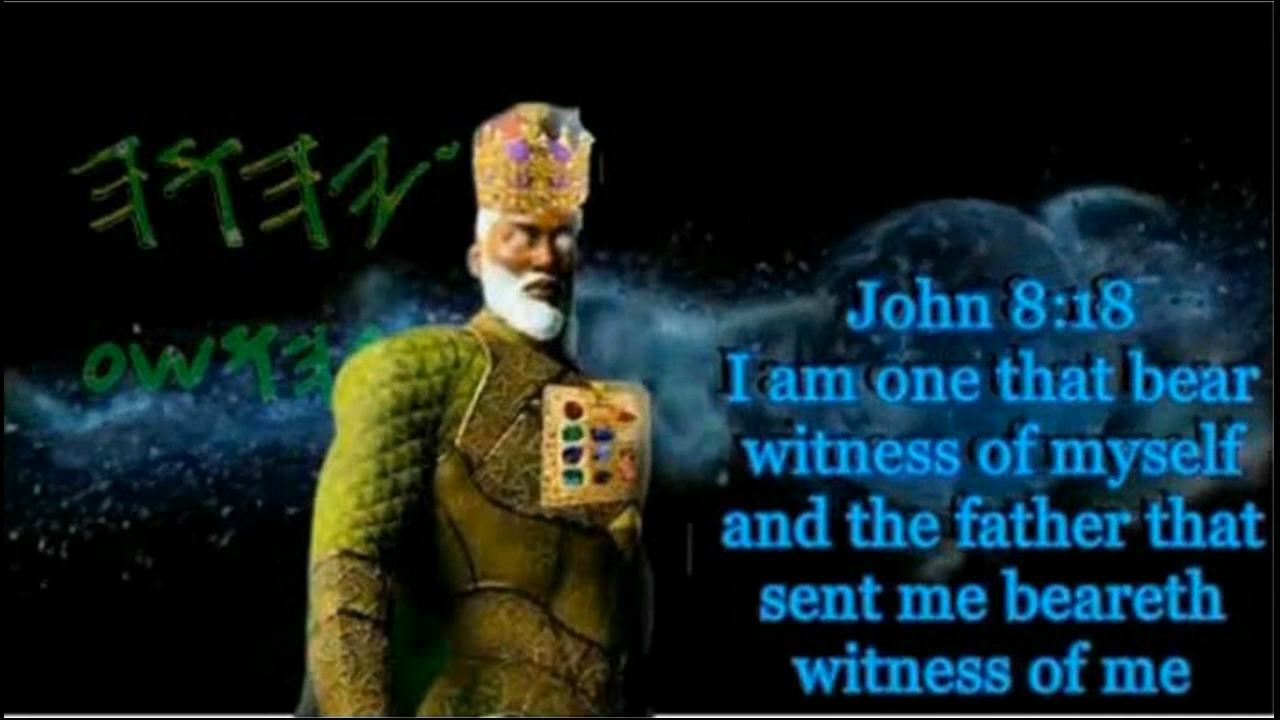 𐤉𐤄𐤅𐤄
𐤄𐤅𐤔𐤏
John 8:18
I am one that bear
witness of myself
and the father that
sent me beareth
witness of me